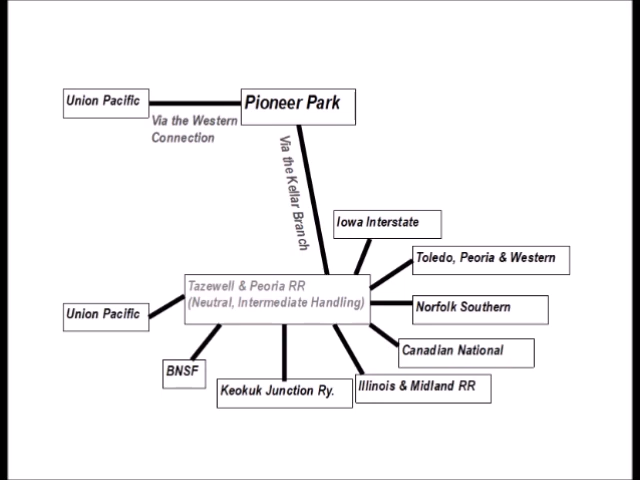 Union Pacific
Pioneer Park
Via the Western
Connection
Via the Kellar Branch
Iowa Interstate
Toledo, Peoria & Western
Tazewell & Peoria RR
(Neutral, Intermediate Handling)
Union Pacific
Norfolk Southern
Canadian National
BNSF
Keokuk Junction Ry.
Illinois & Midland RR